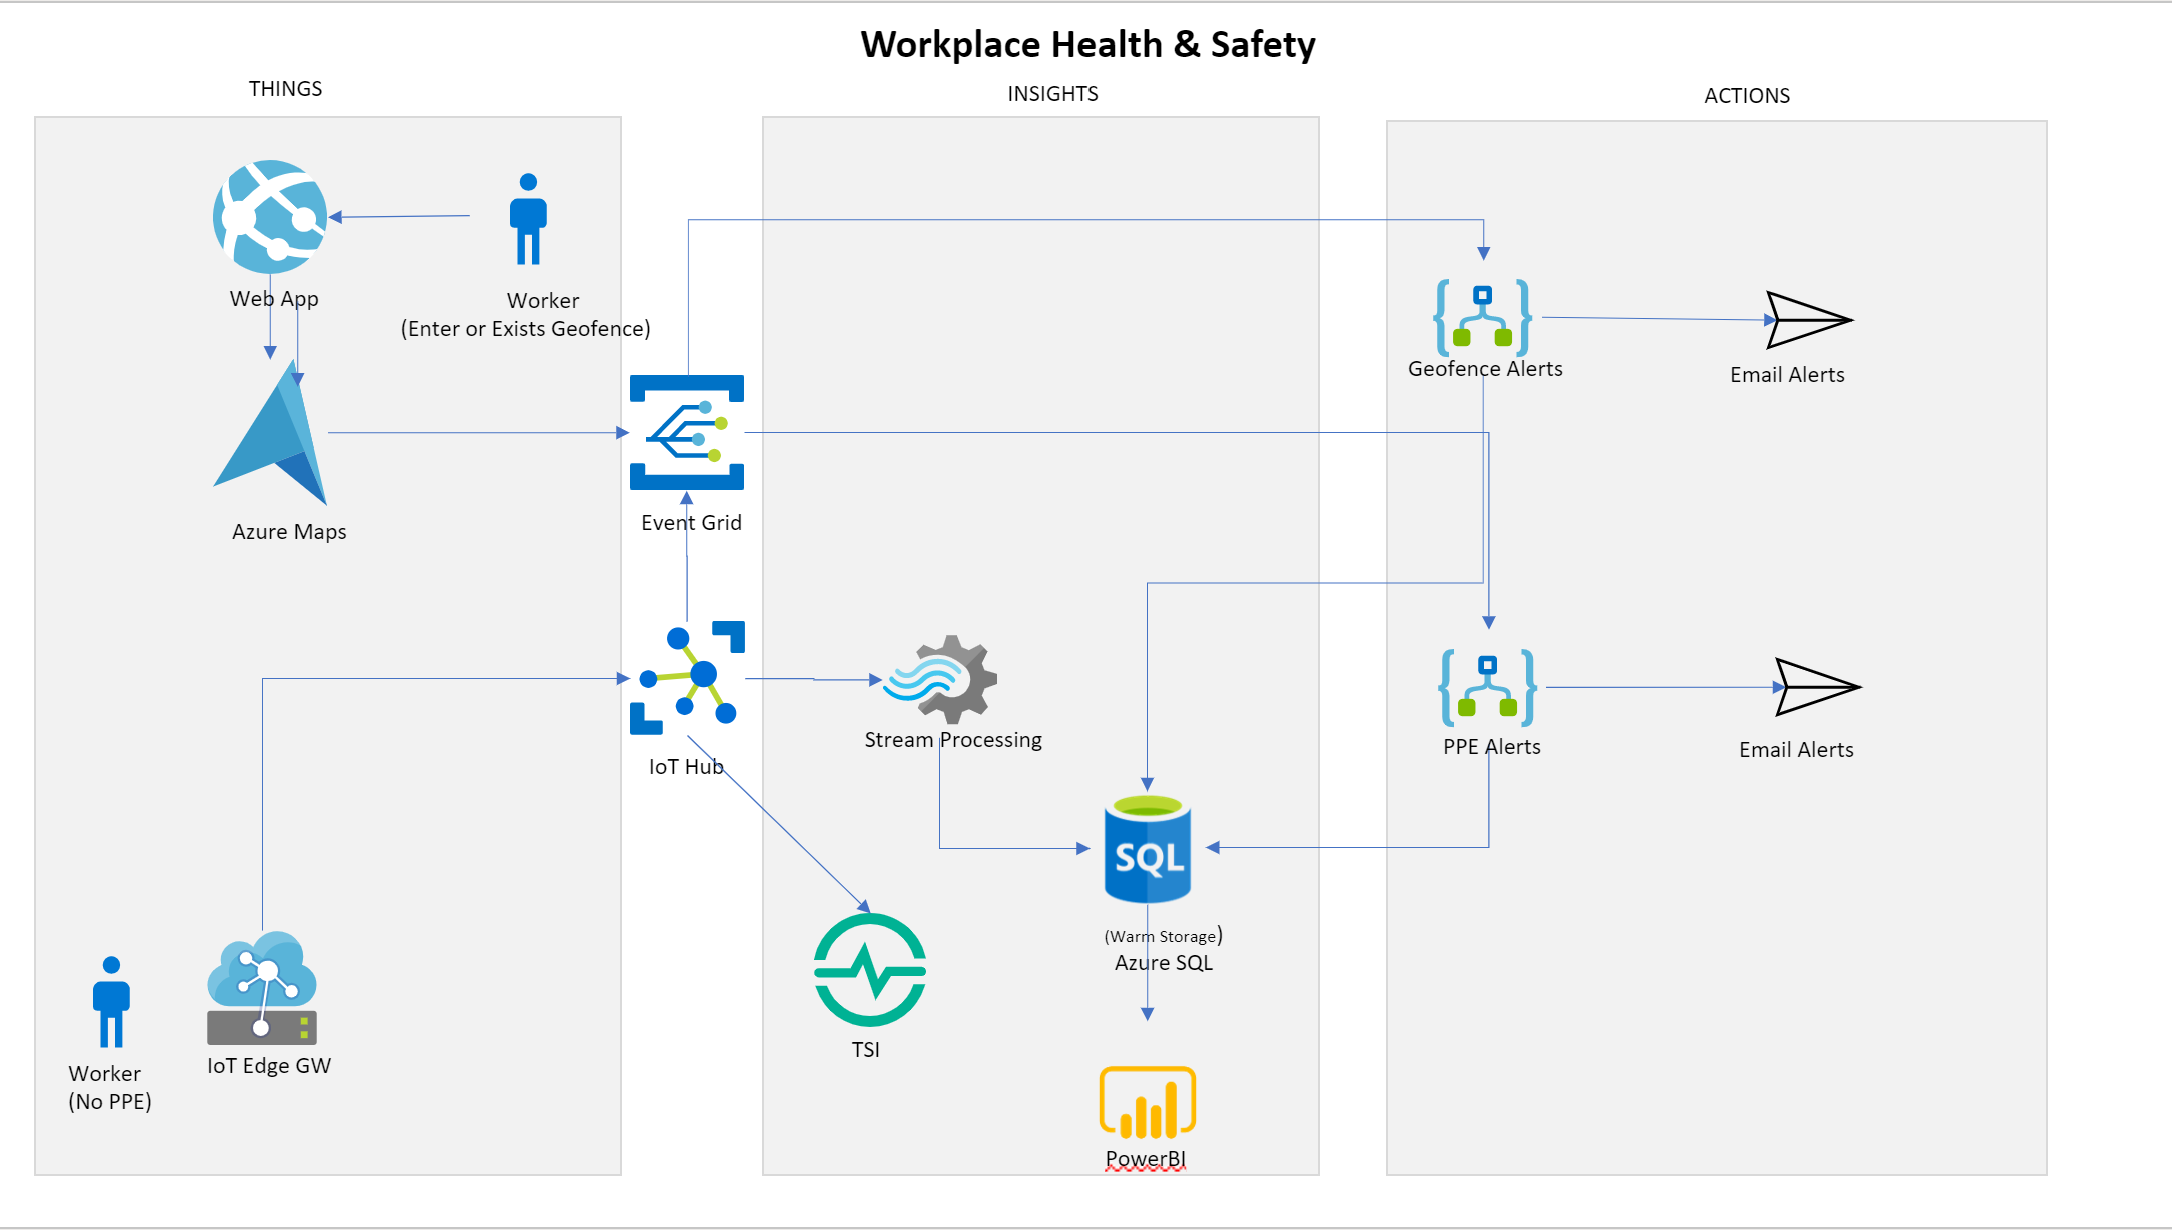 Workplace Health & Safety
THINGS
INSIGHTS
ACTIONS
Web App
Worker
(Enter or Exists Geofence)
Geofence Alerts
Email Alerts
Azure Maps
Event Grid
IoT Hub
Stream Processing
PPE Alerts
Email Alerts
SQL
(Warm Storage)
Azure SQL
Worker
(No PPE)
IoT Edge GW
TSI
PowerBI